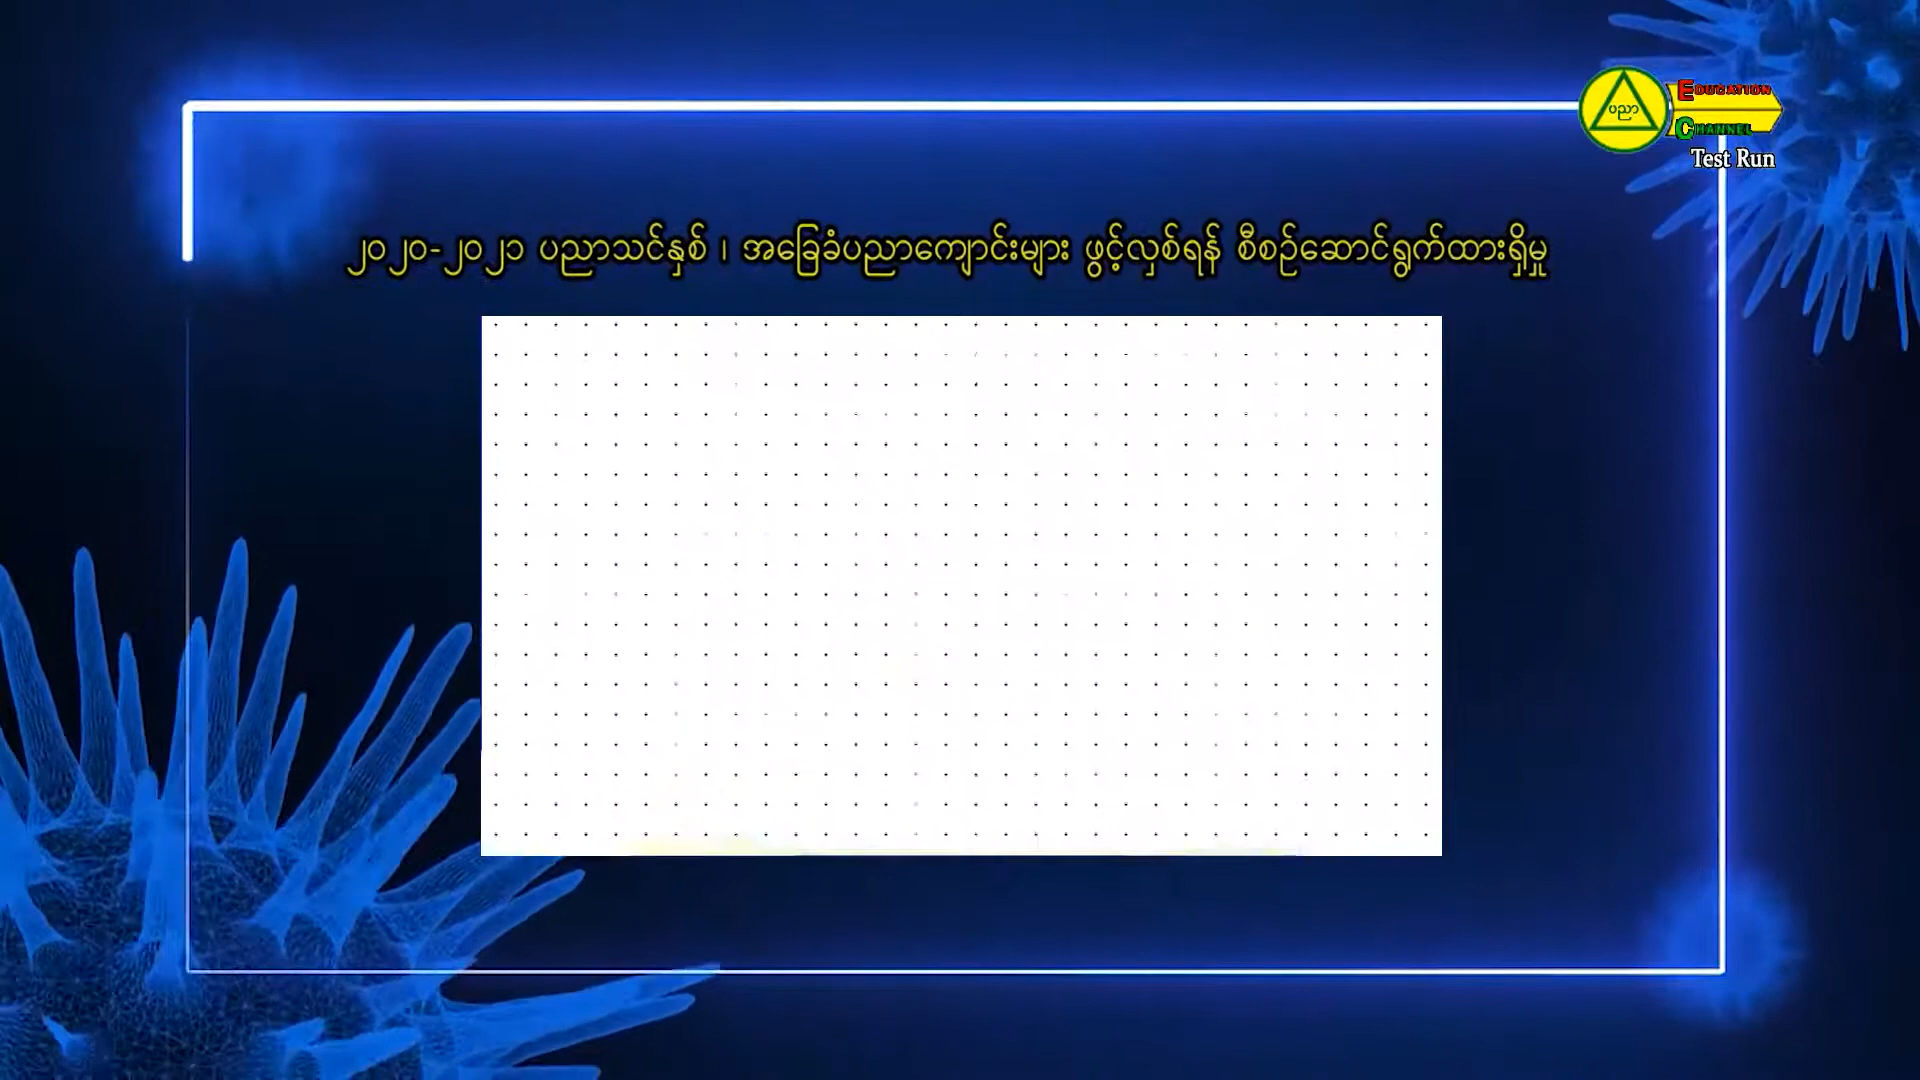 ပညာ
EDUCATION
CHANNEL
Test Run
၂၀၂၀-၂၀၂၁ ပညာသင်နှစ် ၊ အခြေခံပညာကျောင်းများ ဖွင့်လှစ်ရန် စီစဉ်ဆောင်ရွက်ထားရှိမှု